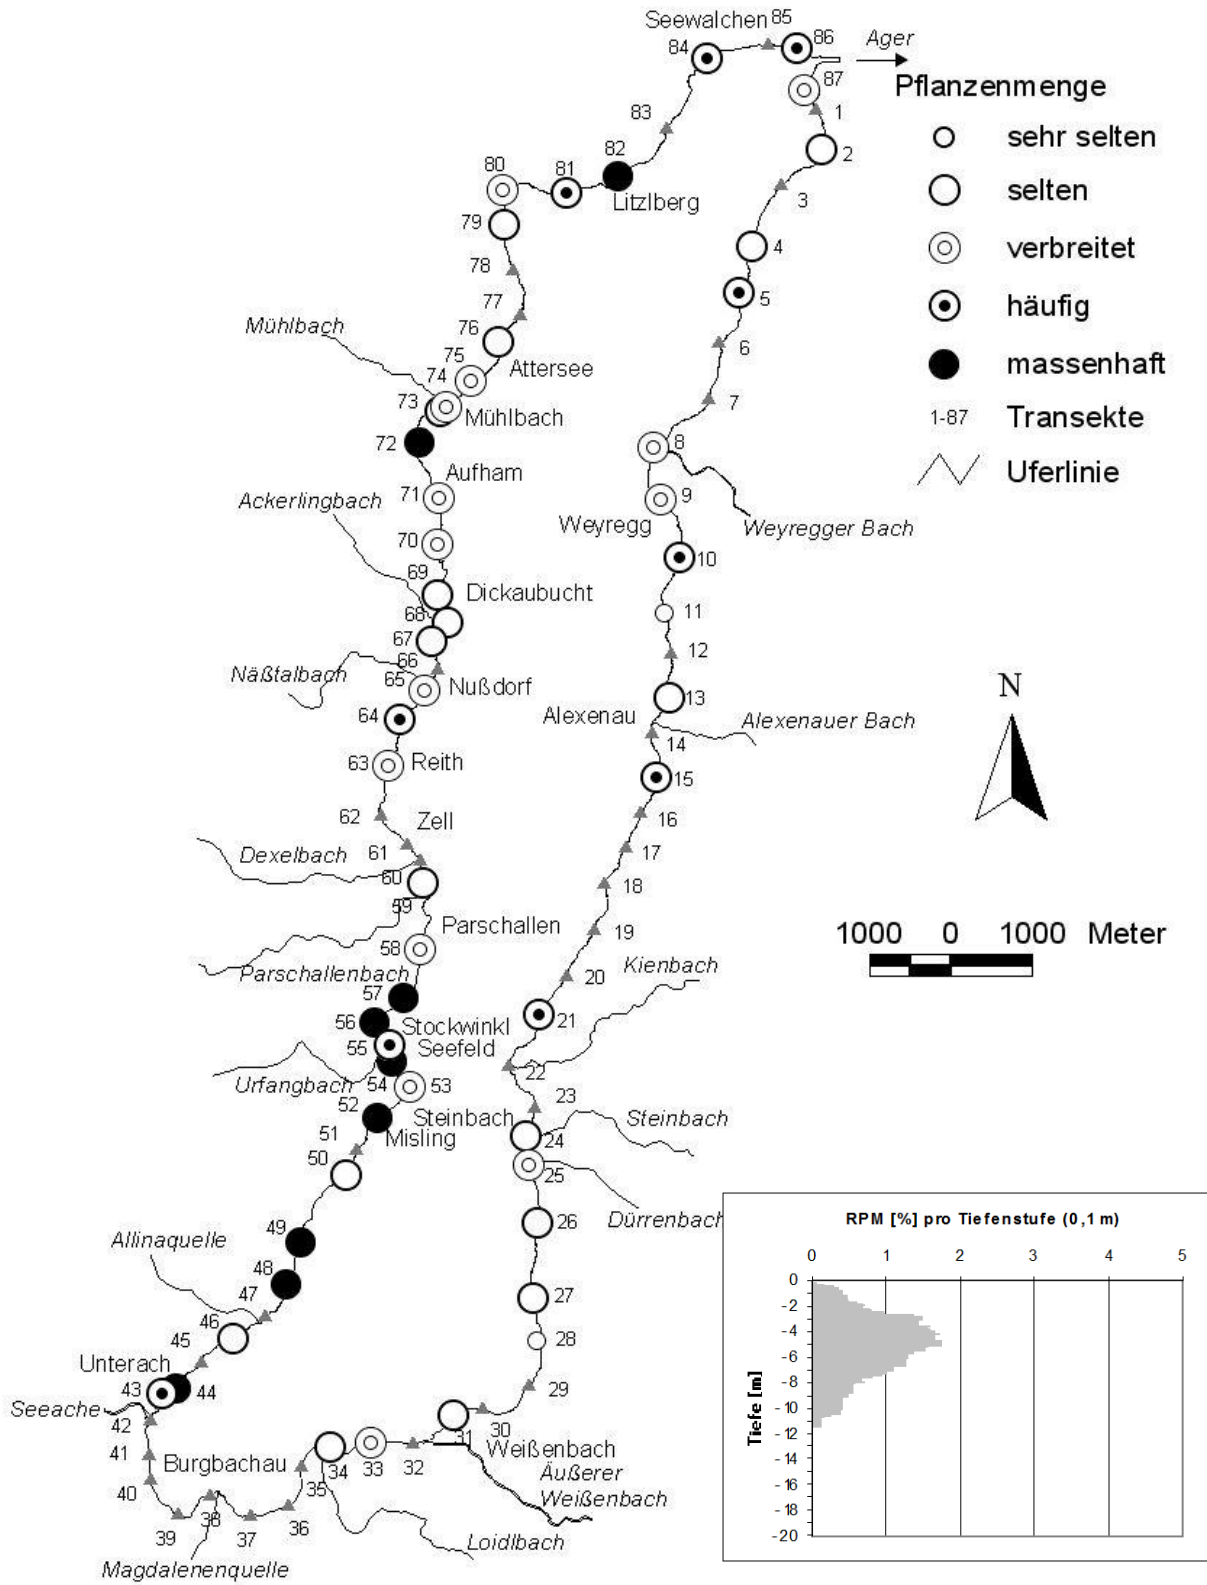 Seewalchen
85
84
86
Ager
87
Pflanzenmenge
83
1
sehr selten
82
2
80
81
3
selten
Litzlberg
79
4
verbreitet
78
77
5
häufig
Mühlbach
76
6
75
Attersee
massenhaft
74
73
7
Mühlbach
1-87
Transekte
72
8
Aufham
Uferlinie
71
9
Ackerlingbach
Weyregg
Weyregger Bach
70
10
69
Dickaubucht
68
11
67
66
12
Näßtalbach
65
Nußdorf
13
N
64
Alexenau
Alexenauer Bach
14
63
Reith
15
62
Zell
16
61
17
Dexelbach
60
18
59
Parschallen
19
1000 0 1000 Meter
58
Kienbach
Parschallenbach
20
57
56
Stockwinkl
21
55
Seefeld
22
Urfangbach
54
53
23
52
Steinbach
Steinbach
Misling
24
51
50
25
Dürrenbach
26
RPM [%] pro Tiefenstufe (0,1 m)
49
Allinaquelle
0 1 2 3 4 5
48
47
27
46
28
45
Unterach
43
44
29
Seeache
42
30
31
41
Burgbachau
34
33
32
Weißenbach
35
Äußerer
Weißenbach
40
39
38
37
36
Loidlbach
Magdalenenquelle
0
-2
-4
-6
-8
-10
-12
-14
-16
-18
-20
Tiefe [m]